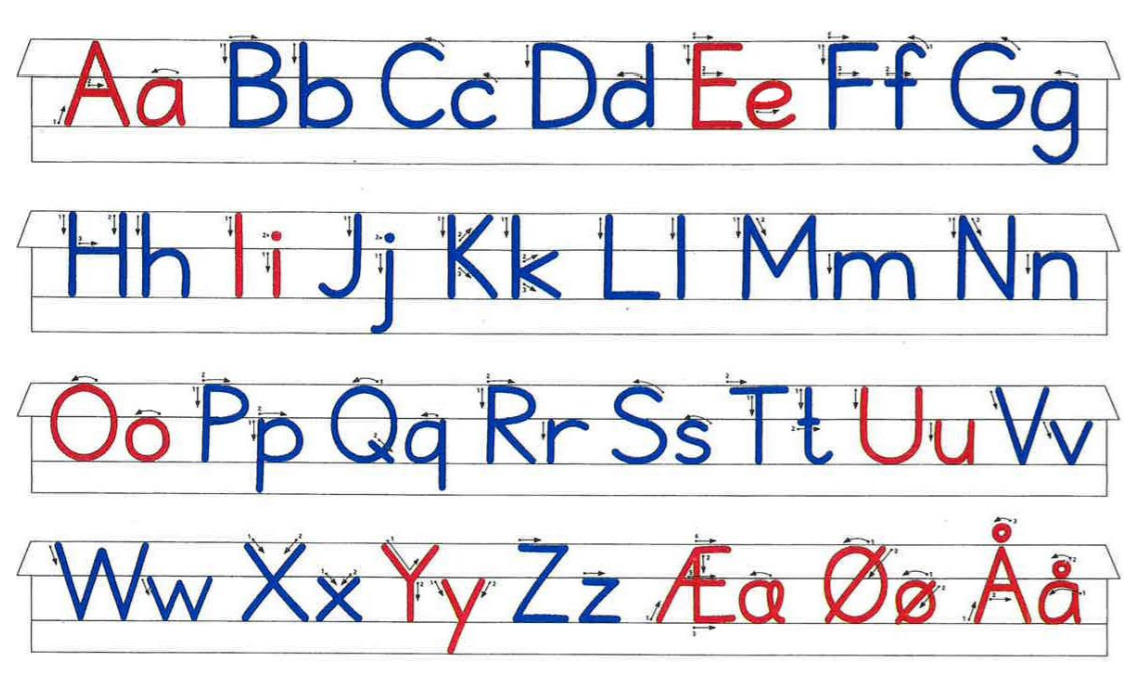 Aa Bb Cc Dd Ee Ff Gg
Hh Ii Jj Kk Ll Mm Nn
Oo Pp Qq Rr Ss Tt Uu Vv
Ww Xx Yy Zz Ææ Øø Åå